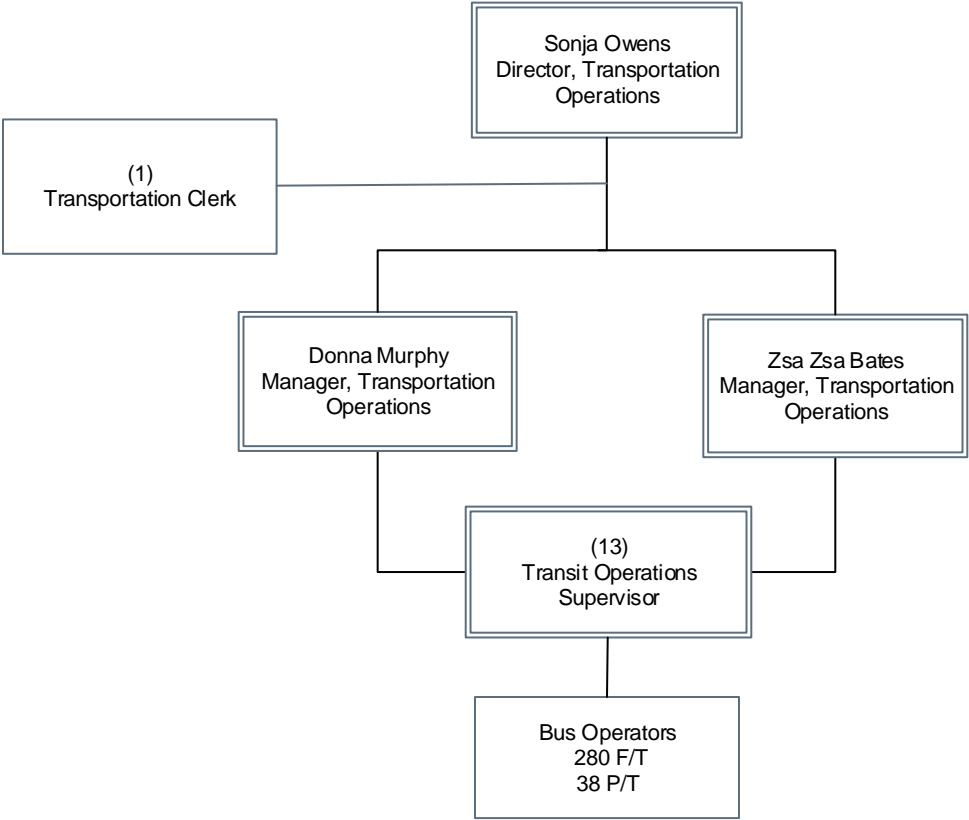 Sonja Owens
Director, Transportation
Operations
(1)
Transportation Clerk
Donna Murphy
Manager, Transportation
Operations
Zsa Zsa Bates
Manager, Transportation
Operations
(13)
Transit Operations
Supervisor
Bus Operators
280 F/T
38 P/T